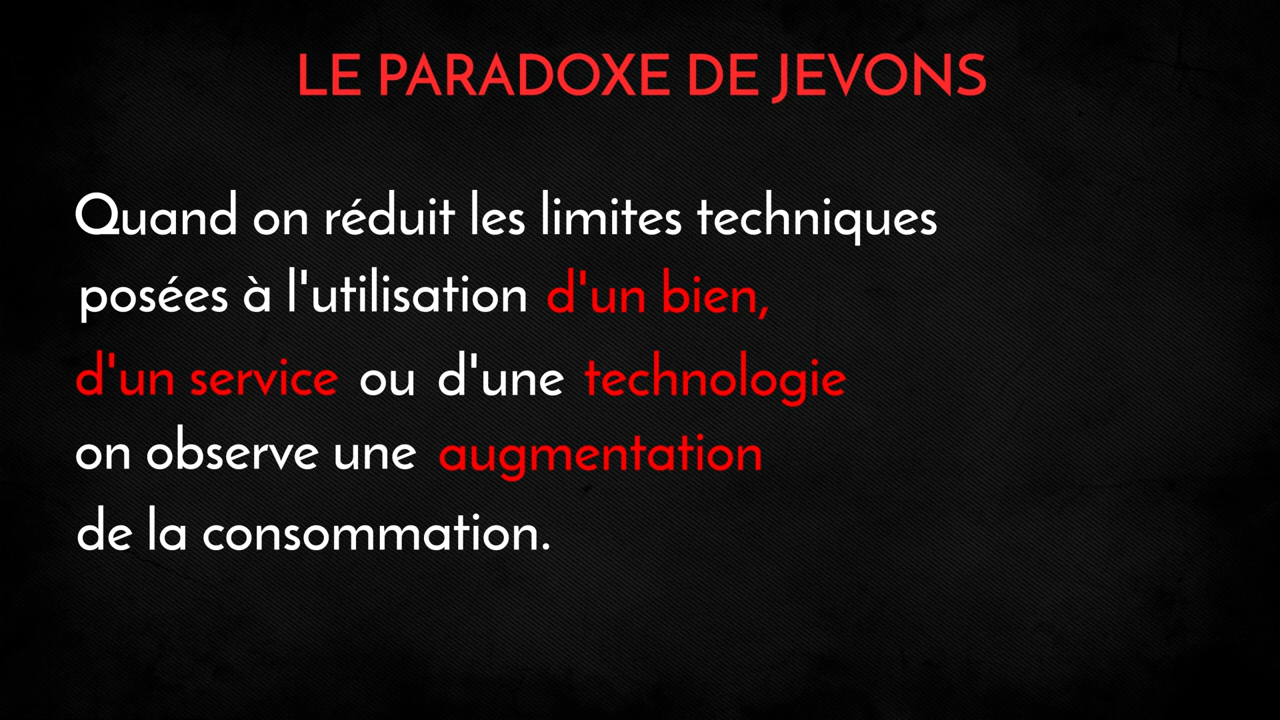 LE PARADOXE DE JEVONS
Quand on réduit les limites techniques
posées à l'utilisation d'un bien,
d'un service ou d'une technologie
on observe une augmentation
de la consommation.